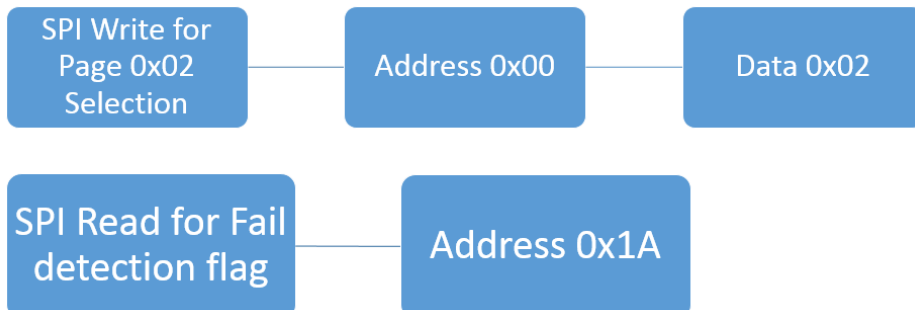 SPI Write for
Page 0x02
Selection
Address 0x00
Data 0x02
SPI Read for Fail
detection flag
Address 0x1A